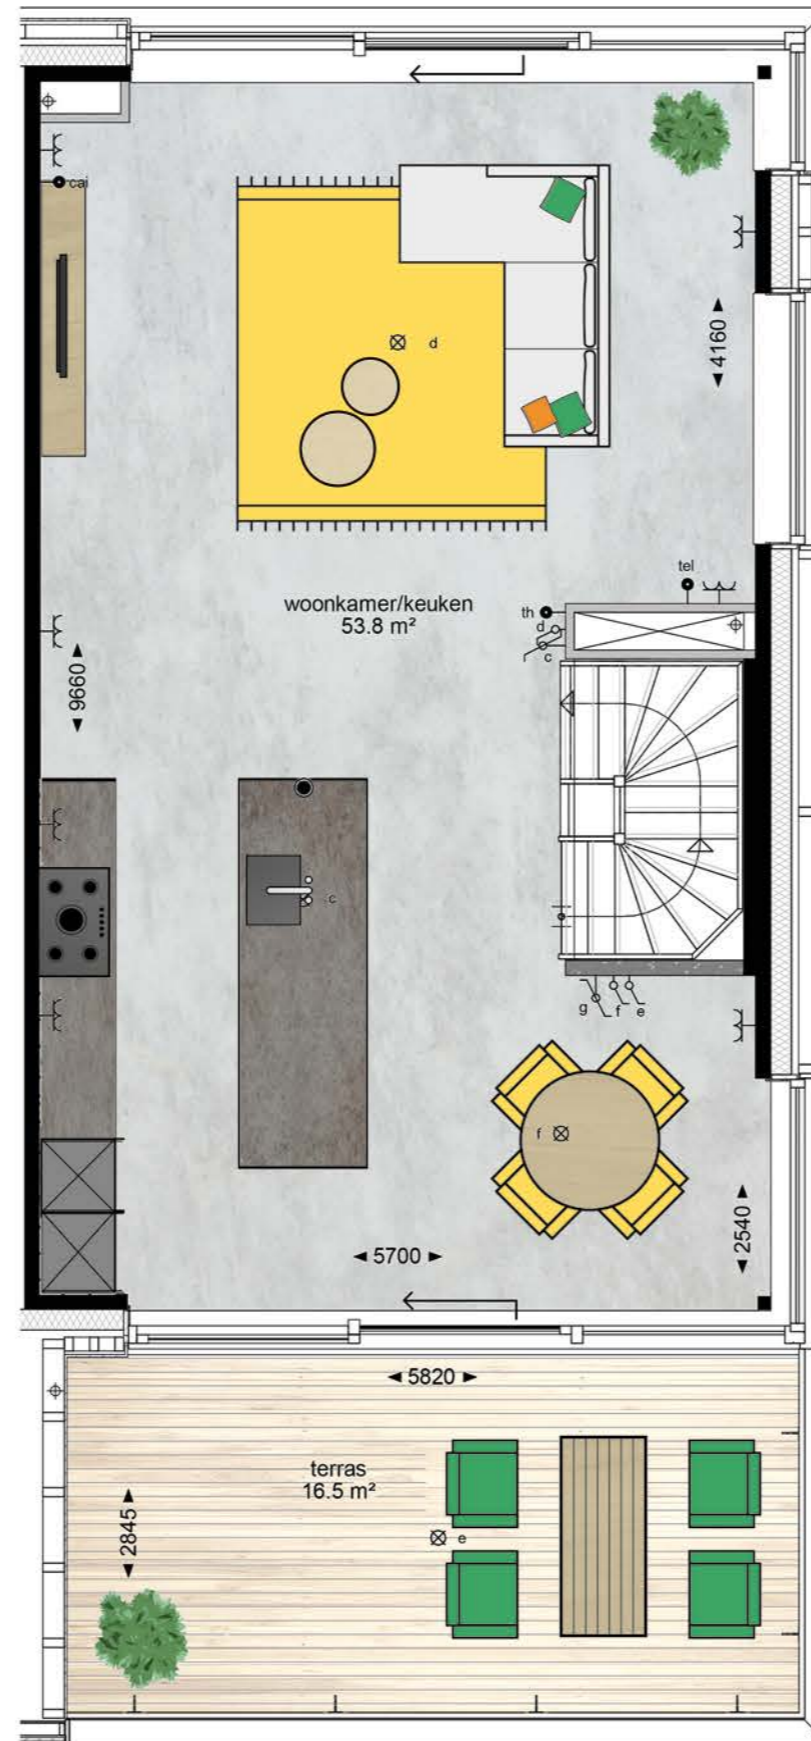 cai
d
4160
tel
woonkamer/keuken
53.8 m²
th
d
c
9660
c
g
f
e
f
2540
5700
5820
terras
16.5 m²
2845
e